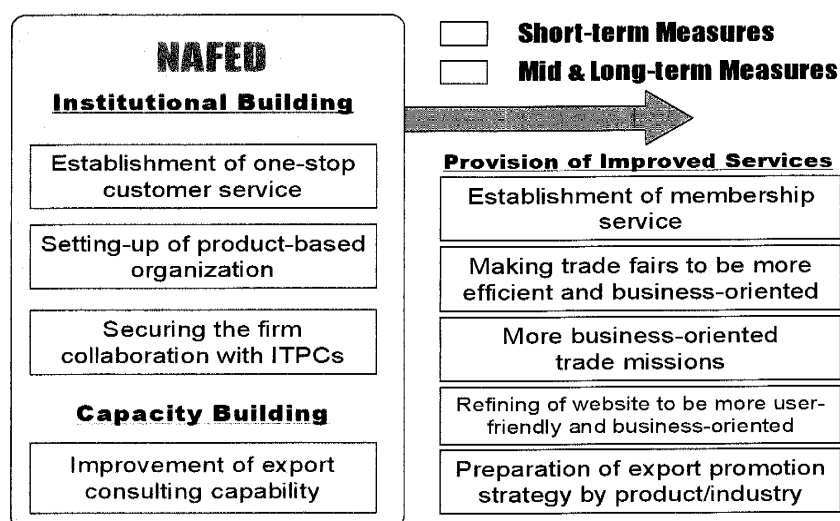 NAFED
Institutional Building
Establishment of one-stop
customer service
Setting-up of product-based
organization
Securing the firm
collaboration with ITPCs
Capacity Building
Improvement of export
consulting capability
Short-term Measures
Mid & Long-term Measures
Provision of Improved Services
Establishment of membership
service
Making trade fairs to be more
efficient and business-oriented
More business-oriented
trade missions
Refining of website to be more user-
friendly and business-oriented
Preparation of export promotion
strategy by product/industry